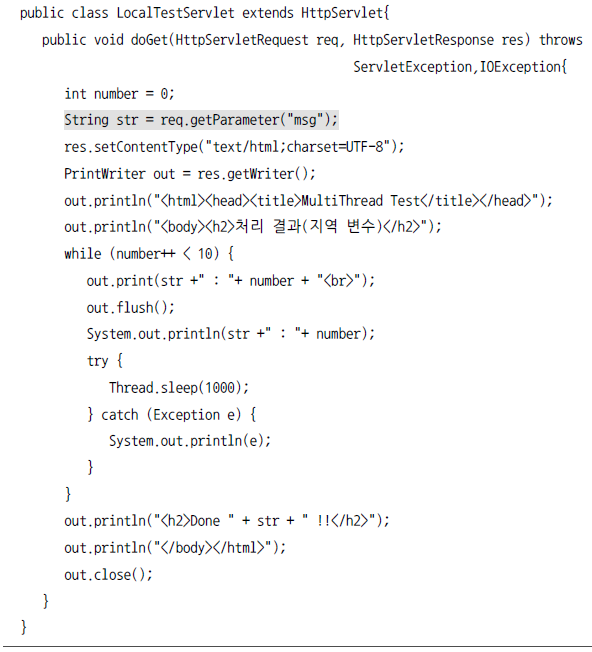 public class LocalTestServlet extends HttpServlet{
public void doGet(HttpServletRequest req, HttpServletResponse res) throws
ServletException,IOException{
int number = 0;
String str = req.getParameter("msg");
res.setContentType("text/html;charset=UTF-8");
PrintWriter out = res.getWriter();
out.println("<html><head><title>MultiThread Test</title></head>");
out.println("<body><h2>처리 결과(지역 변수)</h2>");
while (number++ < 10) {
out.print(str +" : "+ number + "<br>");
out.flush();
System.out.println(str +" : "+ number);
try {
Thread.sleep(1000);
} catch (Exception e) {
System.out.println(e);
}
}
out.println("<h2>Done " + str + " !!</h2>");
out.println("</body></html>");
out.close();
}
}